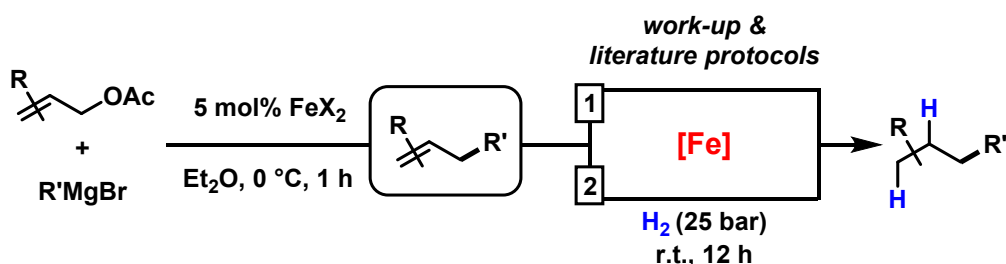 work-up &
literature protocols
R
OAc
+
R'MgBr
5 mol% FeX₂
Et₂O, 0 °C, 1 h
R
R'
1
2
[Fe]
H₂ (25 bar)
r.t., 12 h
H
R
R'
H